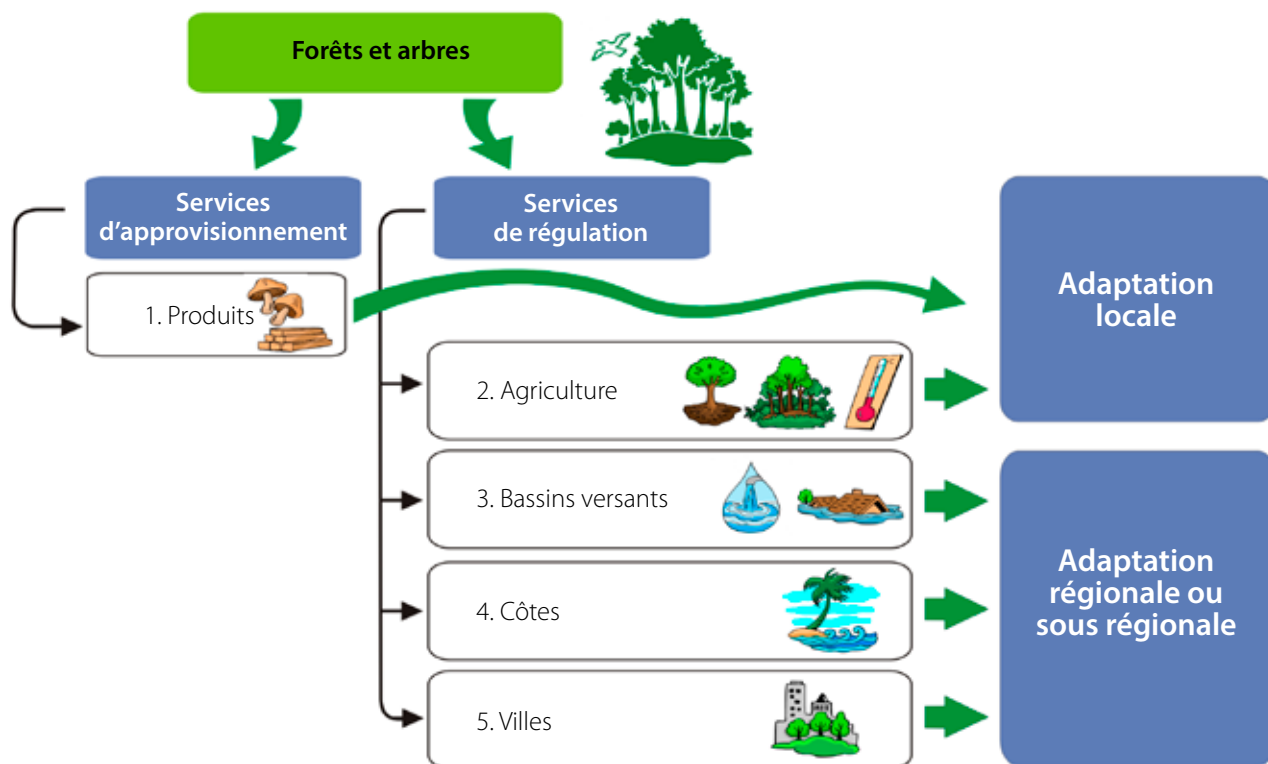 Forêts et arbres
Services
d'approvisionnement
Services
de régulation
1. Produits
2. Agriculture
3. Bassins versants
4. Côtes
5. Villes
Adaptation
locale
Adaptation
régionale ou
sous régionale